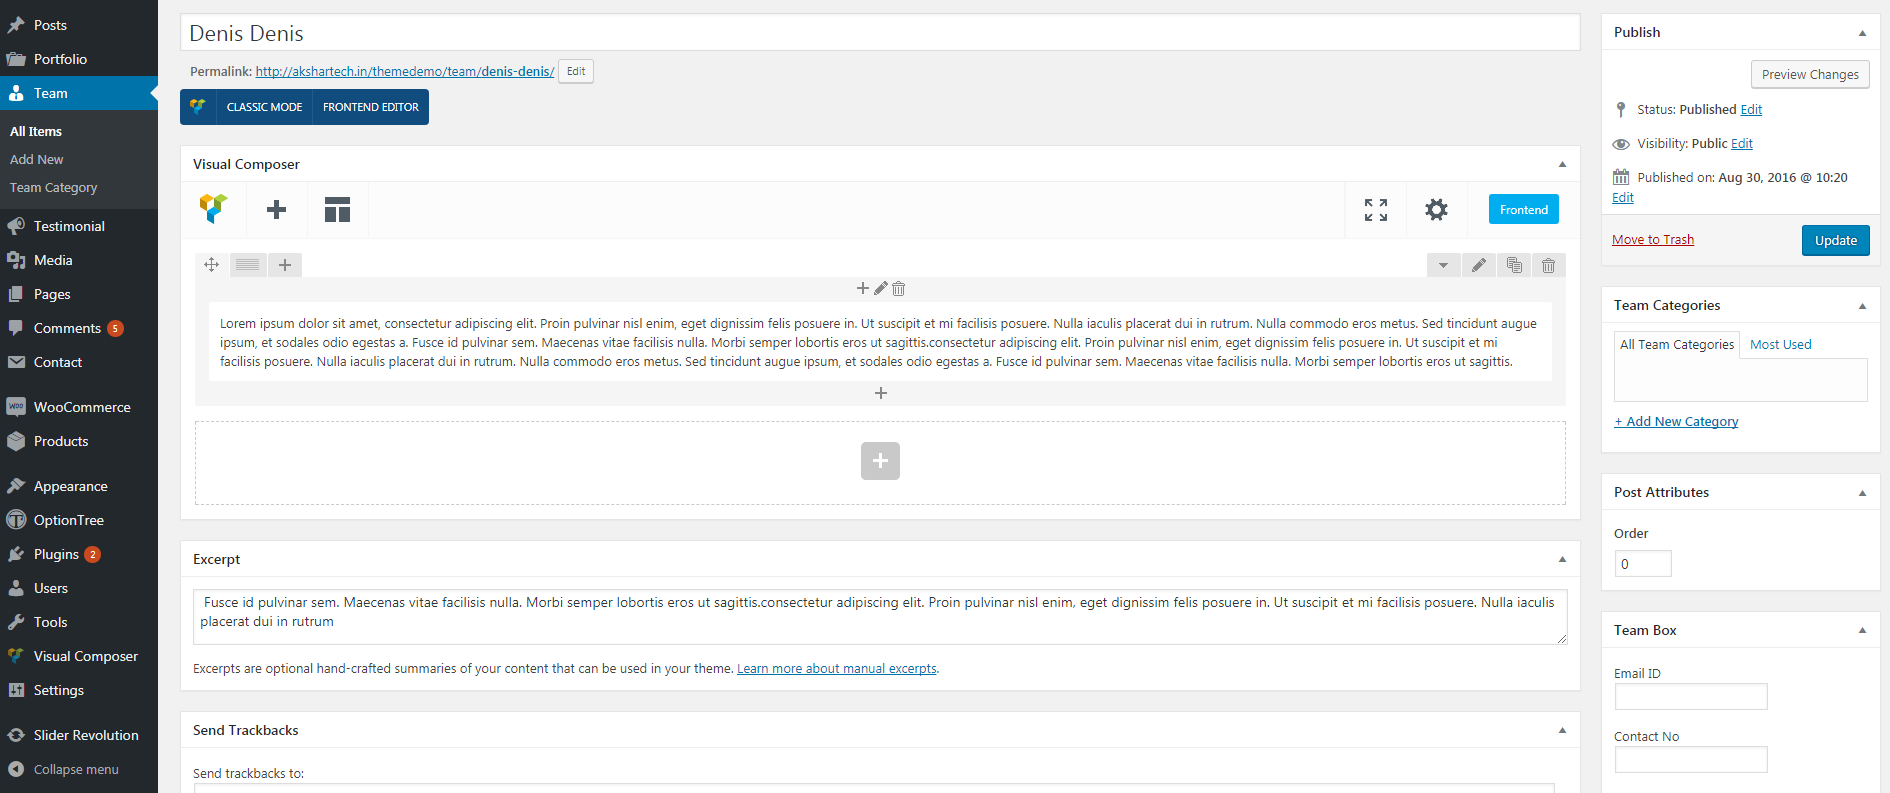 Posts
Portfolio
Team
All Items
Add New
Team Category
Testimonial
Media
Pages
Comments 5
Contact
WOO WooCommerce
Products
Appearance
OptionTree
Plugins 2
Users
Tools
Visual Composer
Settings
Slider Revolution
Collapse menu
Denis Denis
Permalink: http://akshartech.in/themedemo/team/denis-denis/ Edit
CLASSIC MODE FRONTEND EDITOR
Visual Composer
Frontend
Lorem ipsum dolor sit amet, consectetur adipiscing elit. Proin pulvinar nisl enim, eget dignissim felis posuere in. Ut suscipit et mi facilisis posuere. Nulla iaculis placerat dui in rutrum. Nulla commodo eros metus. Sed tincidunt augue
ipsum, et sodales odio egestas a. Fusce id pulvinar sem. Maecenas vitae facilisis nulla. Morbi semper lobortis eros ut sagittis.consectetur adipiscing elit. Proin pulvinar nisl enim, eget dignissim felis posuere in. Ut suscipit et mi
facilisis posuere. Nulla iaculis placerat dui in rutrum. Nulla commodo eros metus. Sed tincidunt augue ipsum, et sodales odio egestas a. Fusce id pulvinar sem. Maecenas vitae facilisis nulla. Morbi semper lobortis eros ut sagittis.
Excerpt
Fusce id pulvinar sem. Maecenas vitae facilisis nulla. Morbi semper lobortis eros ut sagittis.consectetur adipiscing elit. Proin pulvinar nisl enim, eget dignissim felis posuere in. Ut suscipit et mi facilisis posuere. Nulla iaculis
placerat dui in rutrum
Excerpts are optional hand-crafted summaries of your content that can be used in your theme. Learn more about manual excerpts.
Send Trackbacks
Send trackbacks to:
Publish
Preview Changes
Status: Published Edit
Visibility: Public Edit
Published on: Aug 30, 2016 @ 10:20
Edit
Move to Trash Update
Team Categories
All Team Categories Most Used
+ Add New Category
Post Attributes
Order
0
Team Box
Email ID
Contact No